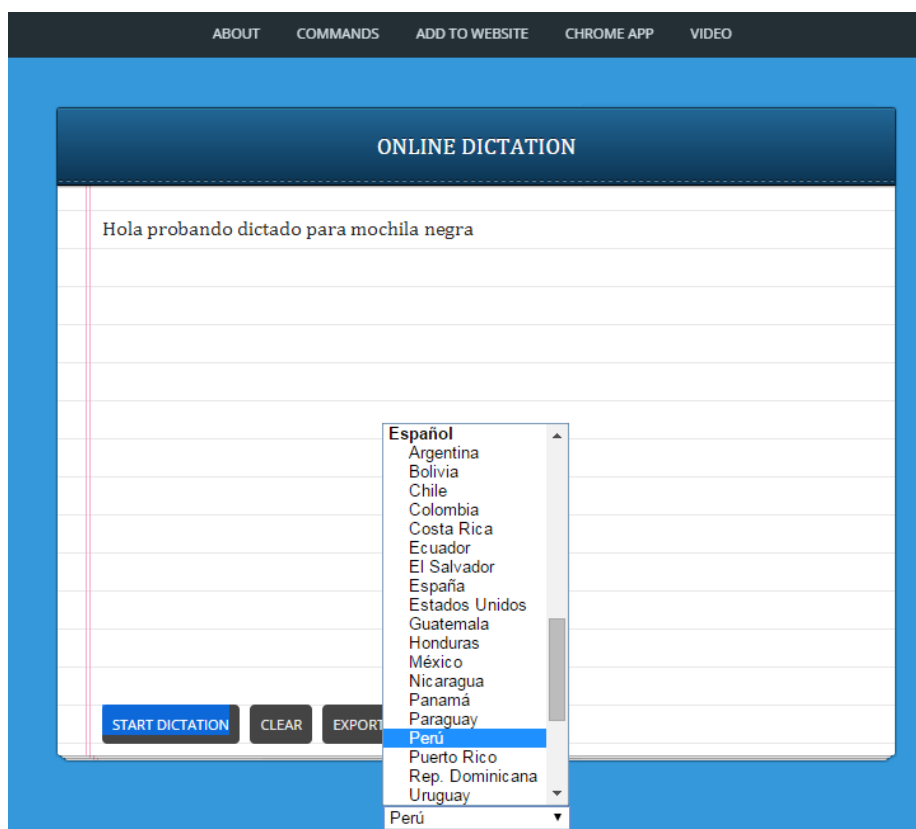 ABOUT COMMANDS ADD TO WEBSITE CHROME APP VIDEO
ONLINE DICTATION
Hola probando dictado para mochila negra
Español
Argentina
Bolivia
Chile
Colombia
Costa Rica
Ecuador
El Salvador
España
Estados Unidos
Guatemala
Honduras
México
Nicaragua
Panamá
Paraguay
Perú
Puerto Rico
Rep. Dominicana
Uruguay
START DICTATION CLEAR EXPORT
Perú